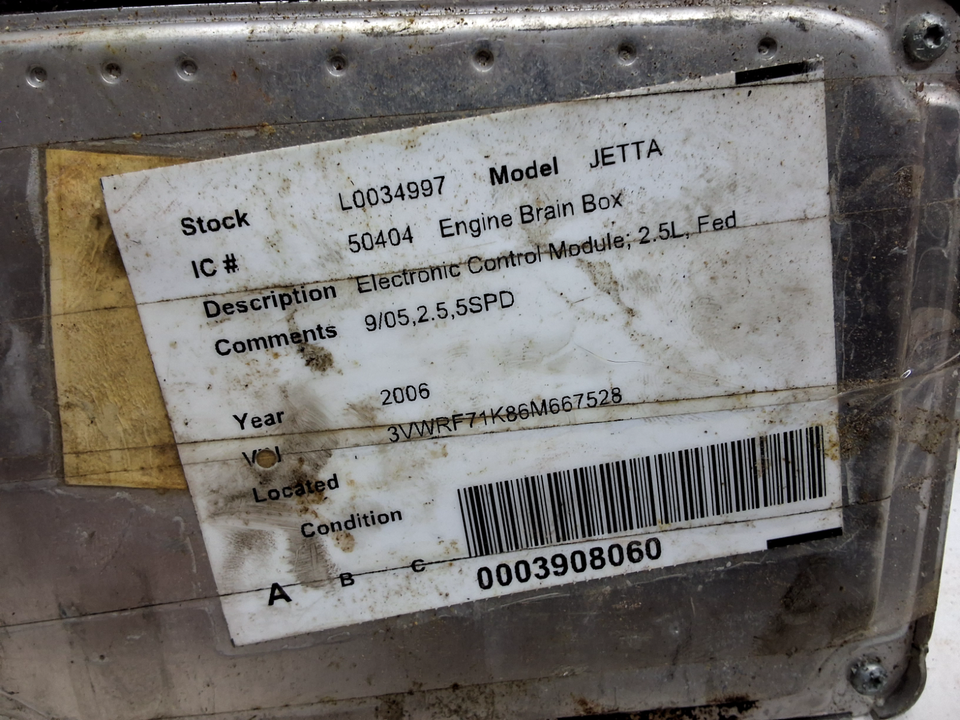 Stock L0034997 Model JETTA
IC # 50404 Engine Brain Box
Description Electronic Control Module; 2.5L, Fed
Comments 9/05,2.5,5SPD
Year 2006
3VWRF71K86M667528
Located
Condition
A B C 0003908060